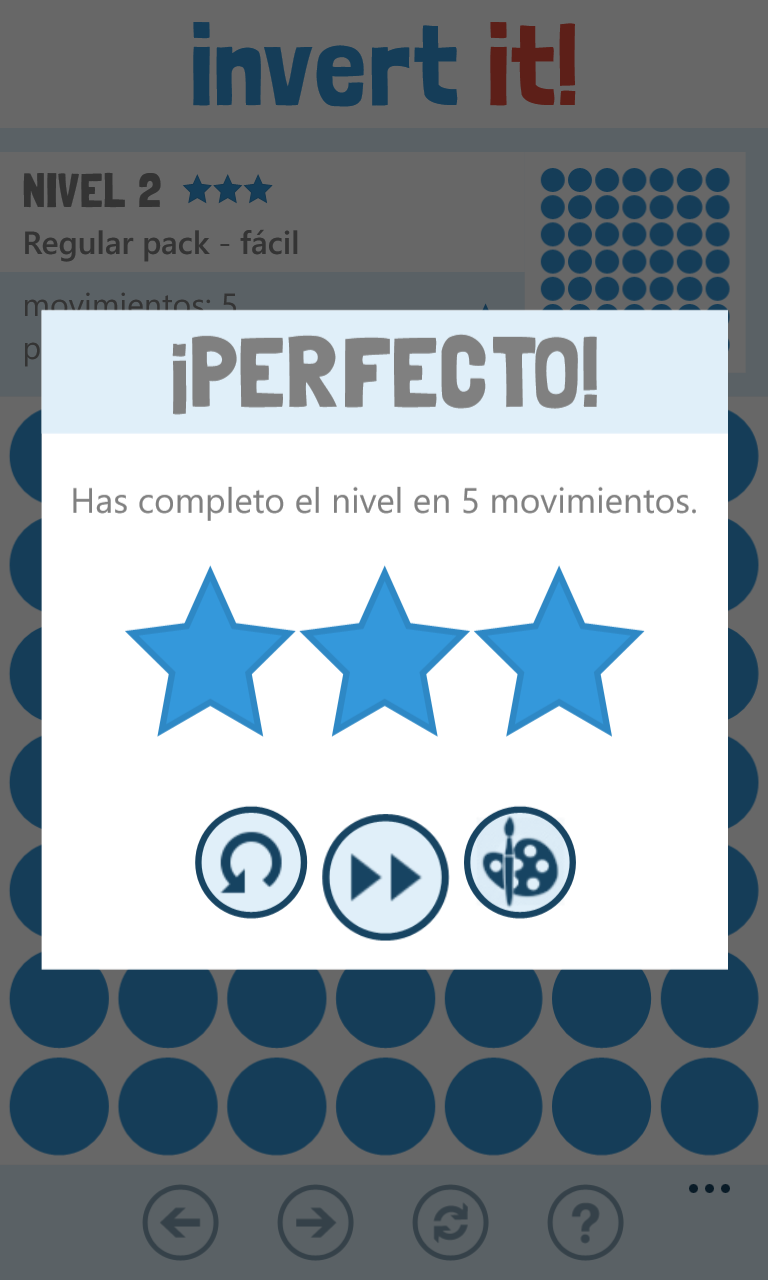 invert it!
NIVEL 2
Regular pack - fácil
movimientos: 5
¡PERFECTO!
Has completo el nivel en 5 movimientos.